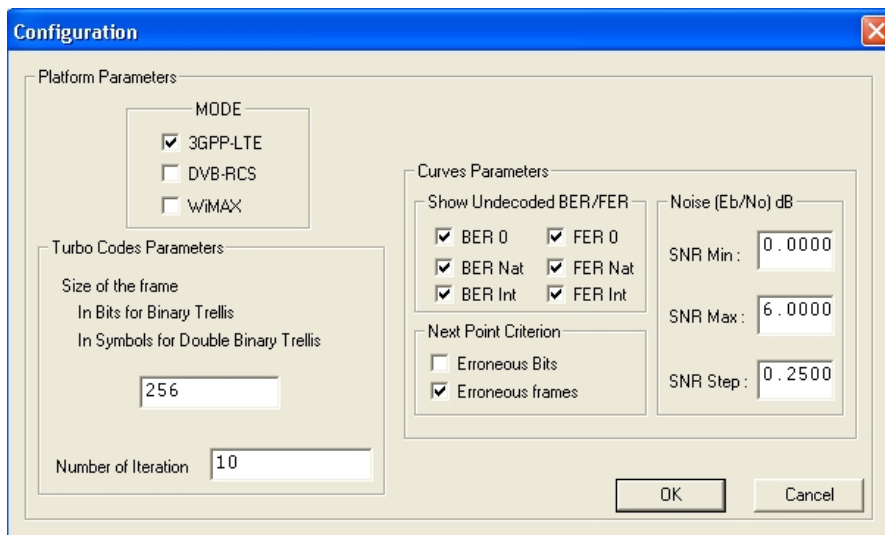 Configuration
Platform Parameters
MODE
3GPP-LTE
DVB-RCS
WiMAX
Turbo Codes Parameters
Size of the frame
In Bits for Binary Trellis
In Symbols for Double Binary Trellis
256
Number of Iteration 10
Curves Parameters
Show Undecoded BER/FER
BER 0 FER 0
BER Nat FER Nat
BER Int FER Int
Next Point Criterion
Erroneous Bits
Erroneous frames
Noise (Eb/No) dB
SNR Min : 0.0000
SNR Max : 6.0000
SNR Step : 0.2500
OK Cancel